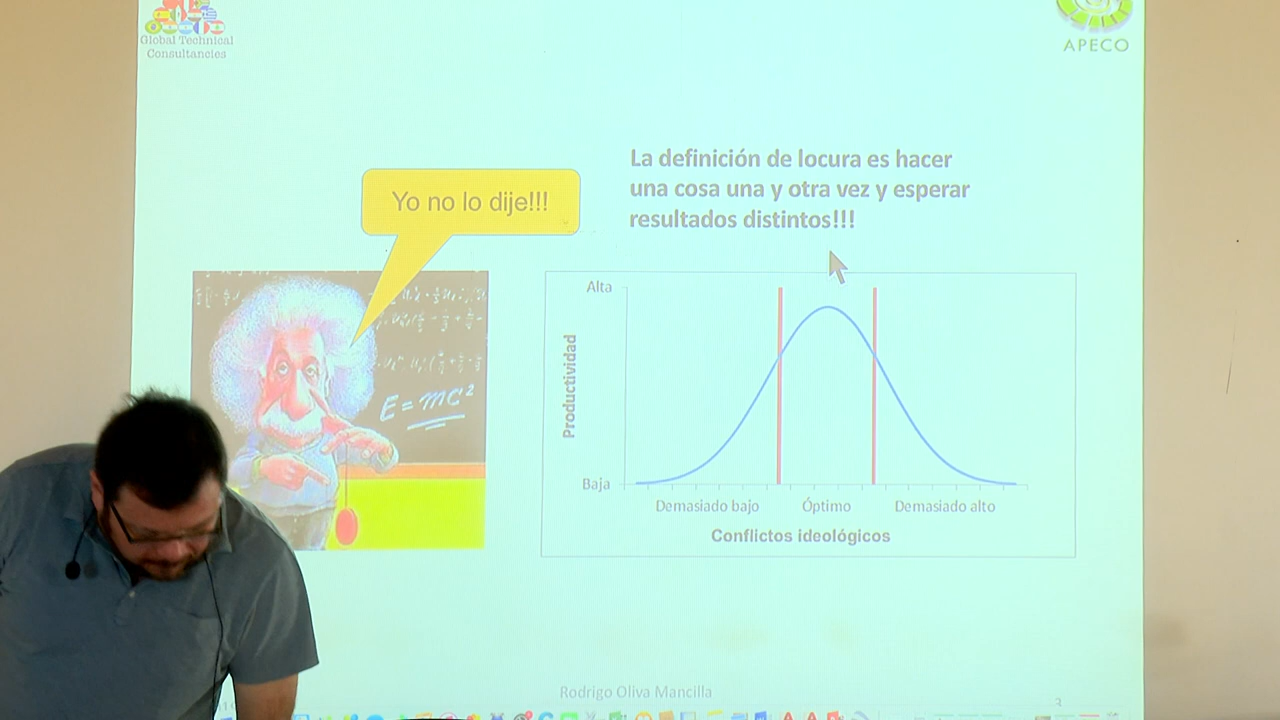 Global Technical
Consultancies
APECO
La definición de locura es hacer
una cosa una y otra vez y esperar
resultados distintos!!!
Yo no lo dije!!!
E = mc²
Alta
Productividad
Baja
Demasiado bajo
Óptimo
Demasiado alto
Conflictos ideológicos
Rodrigo Oliva Mancilla
3